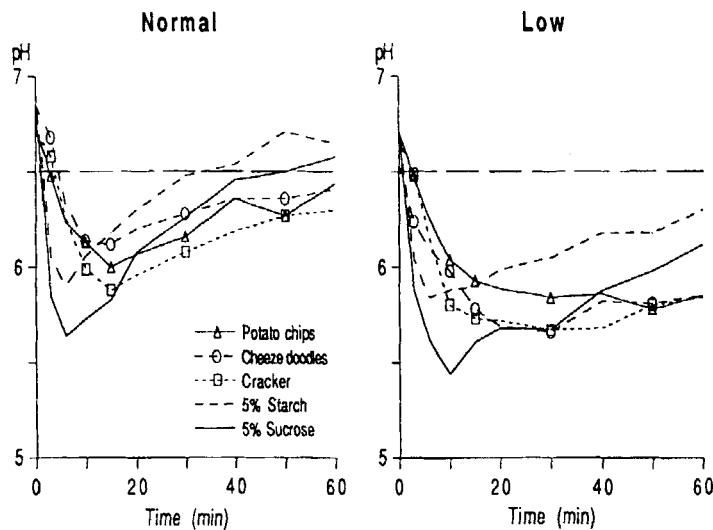 Normal
Low
pH
7
6
5
0
20
40
60
Time (min)
Potato chips
Cheeze doodles
Cracker
5% Starch
5% Sucrose
pH
7
6
5
0
20
40
60
Time (min)